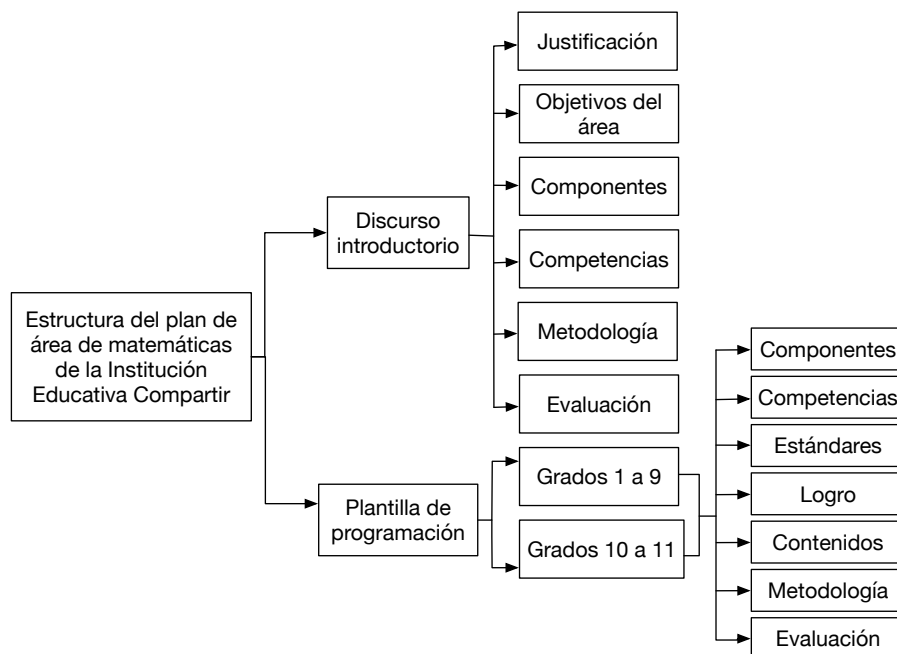 Justificación
Objetivos del
área
Componentes
Discurso
introductorio
Competencias
Estructura del plan de
área de matemáticas
de la Institución
Educativa Compartir
Metodología
Evaluación
Plantilla de
programación
Grados 1 a 9
Grados 10 a 11
Componentes
Competencias
Estándares
Logro
Contenidos
Metodología
Evaluación